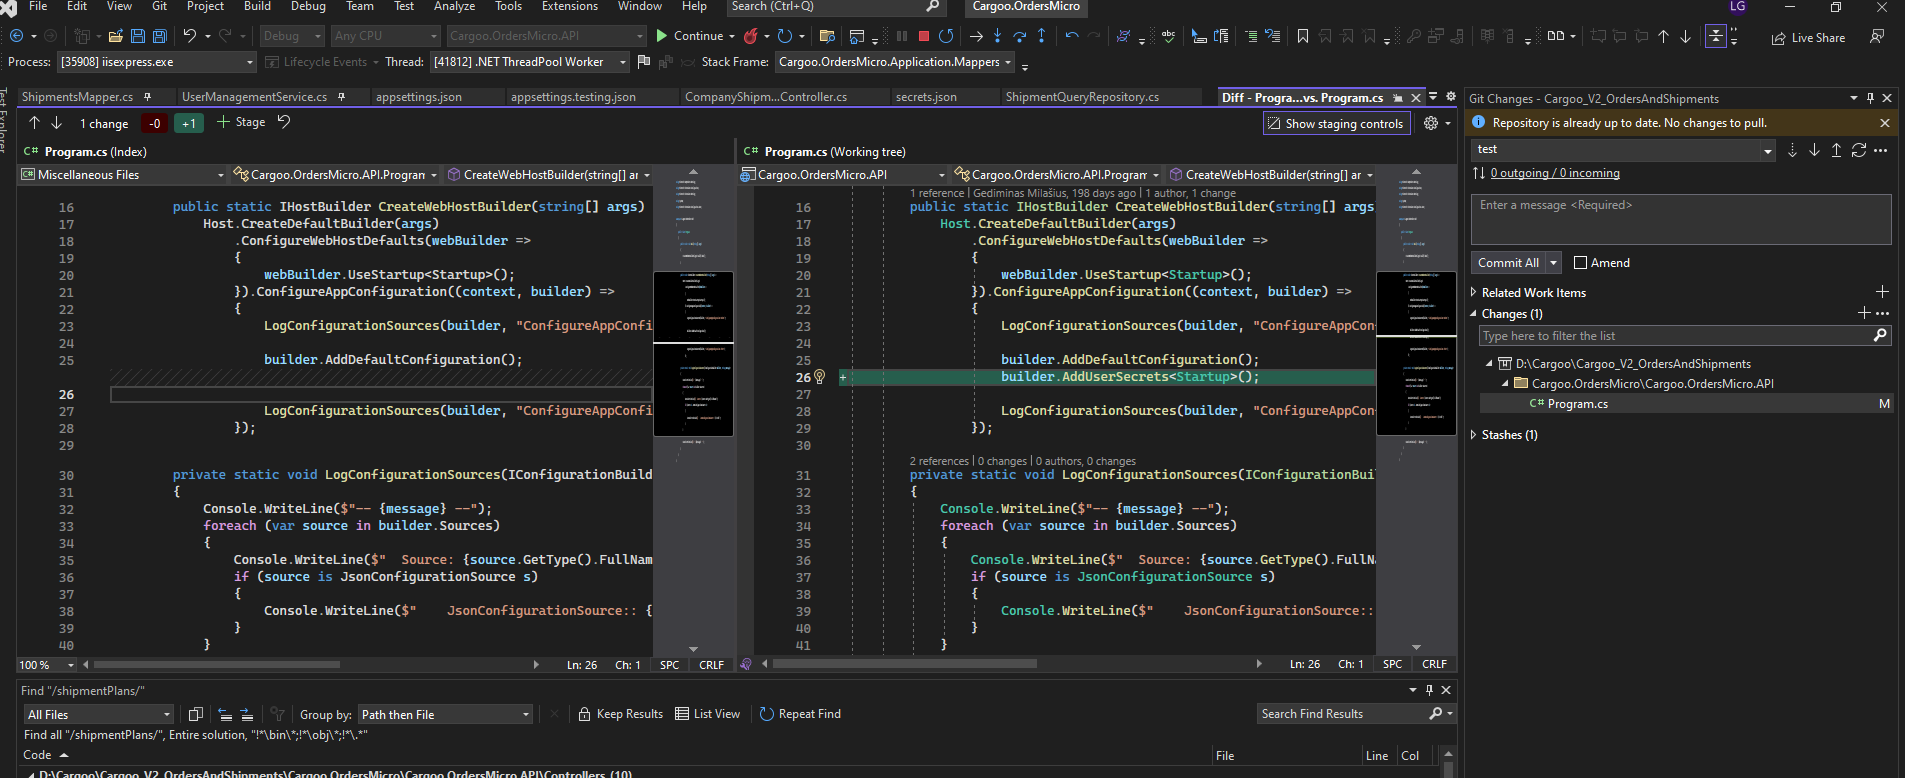 File Edit View Git Project Build Debug Team Test Analyze Tools Extensions Window Help Search (Ctrl+Q) Cargoo.OrdersMicro LG
Debug Any CPU Cargoo.OrdersMicro.API Continue Live Share
Process: [35908] iisexpress.exe Lifecycle Events Thread: [41812] .NET ThreadPool Worker Stack Frame: Cargoo.OrdersMicro.Application.Mappers
Test Explorer
ShipmentsMapper.cs UserManagementService.cs appsettings.json appsettings.testing.json CompanyShipm...Controller.cs secrets.json ShipmentQueryRepository.cs Diff - Progra...vs. Program.cs
1 change -0 +1 Stage Show staging controls
C# Program.cs (Index)
Miscellaneous Files Cargoo.OrdersMicro.API.Program CreateWebHostBuilder(string[] ar
16 public static IHostBuilder CreateWebHostBuilder(string[] args)
17 Host.CreateDefaultBuilder(args)
18 .ConfigureWebHostDefaults(webBuilder =>
19 {
20 webBuilder.UseStartup<Startup>();
21 }).ConfigureAppConfiguration((context, builder) =>
22 {
23 LogConfigurationSources(builder, "ConfigureAppConfi
24
25 builder.AddDefaultConfiguration();
26
27 LogConfigurationSources(builder, "ConfigureAppConfi
28 });
29
30 private static void LogConfigurationSources(IConfigurationBuild
31 {
32 Console.WriteLine($"-- {message} --");
33 foreach (var source in builder.Sources)
34 {
35 Console.WriteLine($"  Source: {source.GetType().FullNam
36 if (source is JsonConfigurationSource s)
37 {
38 Console.WriteLine($"    JsonConfigurationSource:: {
39 }
40 }
100 % Ln: 26 Ch: 1 SPC CRLF
C# Program.cs (Working tree)
Cargoo.OrdersMicro.API Cargoo.OrdersMicro.API.Program CreateWebHostBuilder(string[] ar
1 reference | Gediminas Milašius, 198 days ago | 1 author, 1 change
16 public static IHostBuilder CreateWebHostBuilder(string[] args
17 Host.CreateDefaultBuilder(args)
18 .ConfigureWebHostDefaults(webBuilder =>
19 {
20 webBuilder.UseStartup<Startup>();
21 }).ConfigureAppConfiguration((context, builder) =>
22 {
23 LogConfigurationSources(builder, "ConfigureAppCon
24
25 builder.AddDefaultConfiguration();
26 + builder.AddUserSecrets<Startup>();
27
28 LogConfigurationSources(builder, "ConfigureAppCon
29 });
30
2 references | 0 changes | 0 authors, 0 changes
31 private static void LogConfigurationSources(IConfigurationBui
32 {
33 Console.WriteLine($"-- {message} --");
34 foreach (var source in builder.Sources)
35 {
36 Console.WriteLine($"  Source: {source.GetType().FullN
37 if (source is JsonConfigurationSource s)
38 {
39 Console.WriteLine($"    JsonConfigurationSource::
40 }
41 }
Ln: 26 Ch: 1 SPC CRLF
Git Changes - Cargoo_V2_OrdersAndShipments
Repository is already up to date. No changes to pull.
test
0 outgoing / 0 incoming
Enter a message <Required>
Commit All Amend
Related Work Items
Changes (1)
Type here to filter the list
D:\Cargoo\Cargoo_V2_OrdersAndShipments
Cargoo.OrdersMicro\Cargoo.OrdersMicro.API
C# Program.cs M
Stashes (1)
Find "/shipmentPlans/"
All Files Group by: Path then File Keep Results List View Repeat Find Search Find Results
Find all "/shipmentPlans/", Entire solution, "!*\bin\*;!*\obj\*;!*\.*"
Code File Line Col
D:\Cargoo\Cargoo_V2_OrdersAndShipments\Cargoo.OrdersMicro\Cargoo.OrdersMicro.API\Controllers (10)